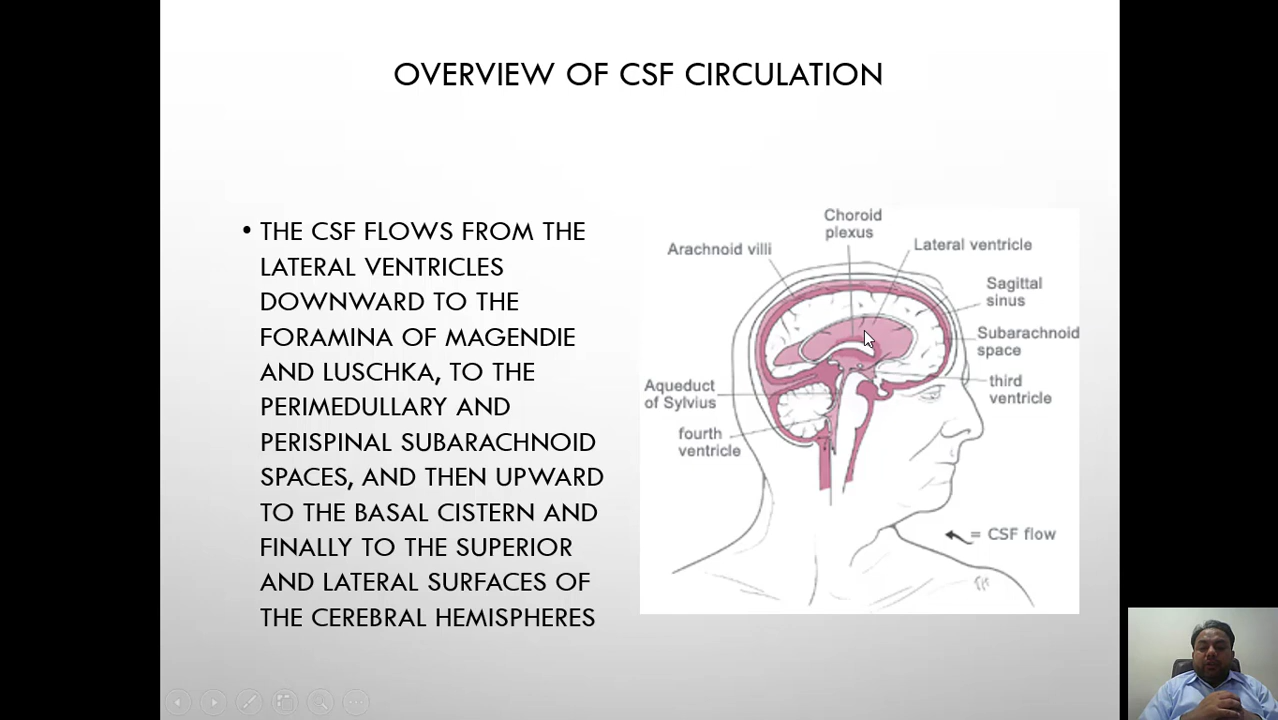 OVERVIEW OF CSF CIRCULATION
• THE CSF FLOWS FROM THE
LATERAL VENTRICLES
DOWNWARD TO THE
FORAMINA OF MAGENDIE
AND LUSCHKA, TO THE
PERIMEDULLARY AND
PERISPINAL SUBARACHNOID
SPACES, AND THEN UPWARD
TO THE BASAL CISTERN AND
FINALLY TO THE SUPERIOR
AND LATERAL SURFACES OF
THE CEREBRAL HEMISPHERES
Choroid
plexus
Arachnoid villi
Lateral ventricle
Sagittal
sinus
Subarachnoid
space
third
ventricle
Aqueduct
of Sylvius
fourth
ventricle
= CSF flow